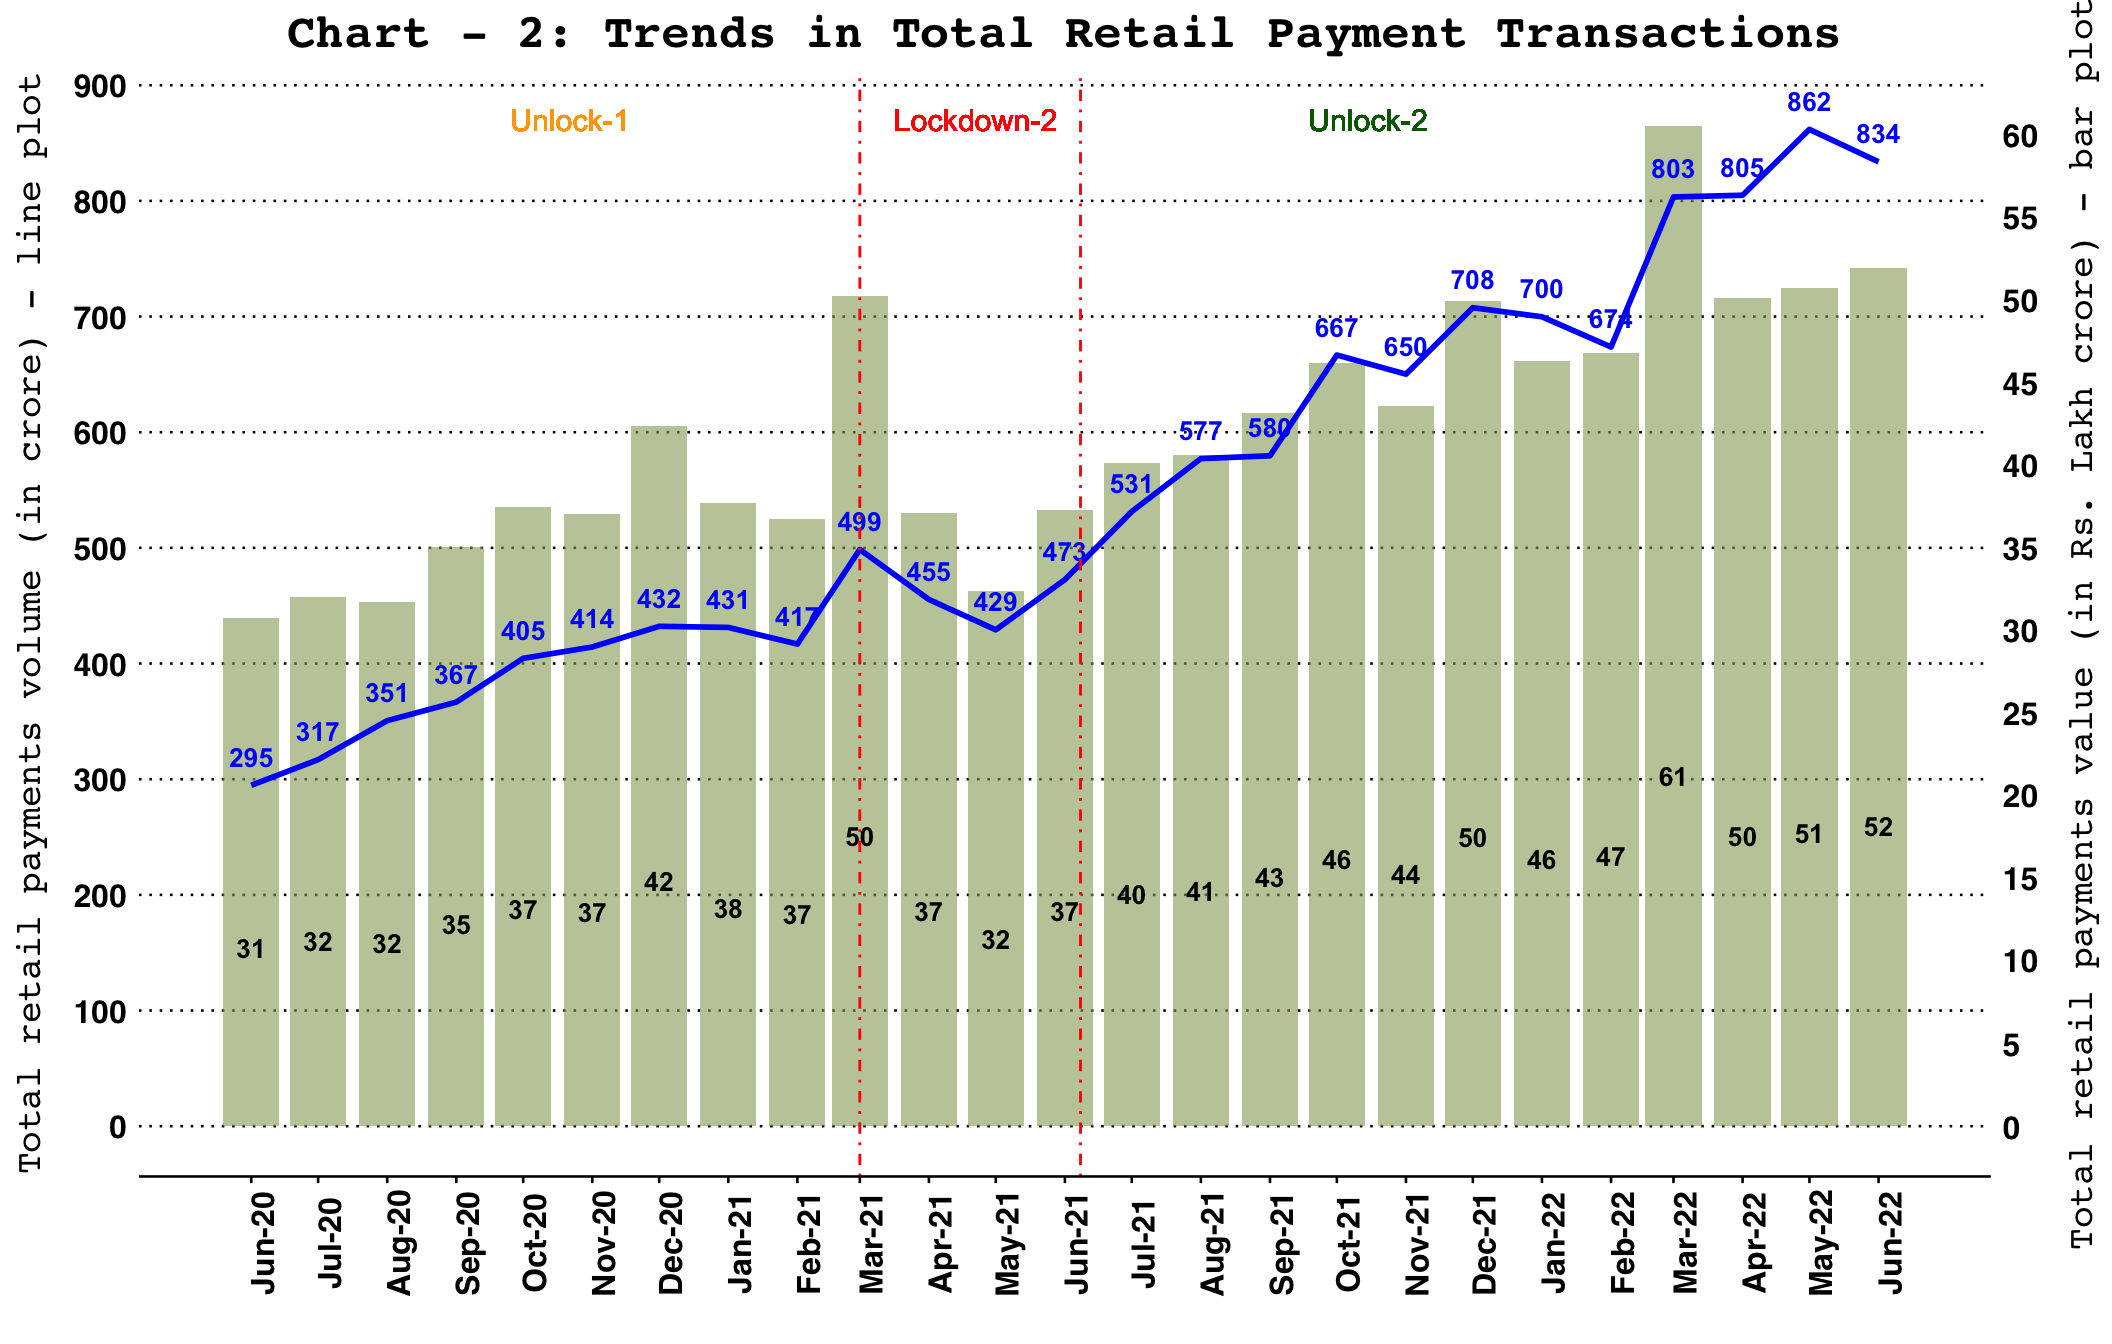 Chart - 2: Trends in Total Retail Payment Transactions
Total retail payments volume (in crore) - line plot
900
800
700
600
500
400
300
200
100
0
Unlock-1
Lockdown-2
Unlock-2
295
317
351
367
405
414
432
431
417
499
455
429
473
531
577
580
667
650
708
700
674
803
805
862
834
31
32
32
35
37
37
42
38
37
50
37
32
37
40
41
43
46
44
50
46
47
61
50
51
52
60
55
50
45
40
35
30
25
20
15
10
5
0
Total retail payments value (in Rs. Lakh crore) - bar plot
Jun-20
Jul-20
Aug-20
Sep-20
Oct-20
Nov-20
Dec-20
Jan-21
Feb-21
Mar-21
Apr-21
May-21
Jun-21
Jul-21
Aug-21
Sep-21
Oct-21
Nov-21
Dec-21
Jan-22
Feb-22
Mar-22
Apr-22
May-22
Jun-22